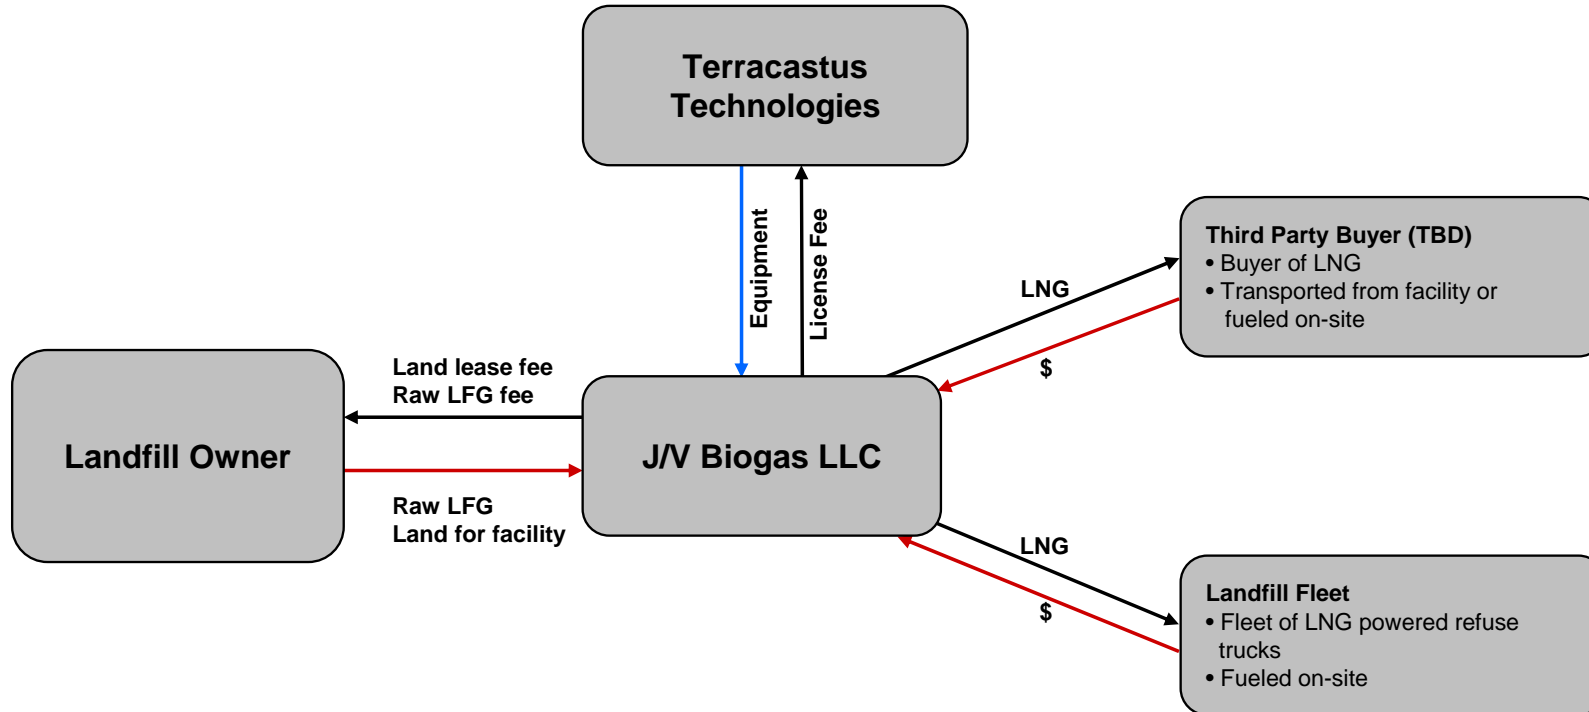 Terracastus
Technologies
Equipment
License Fee
Third Party Buyer (TBD)
• Buyer of LNG
• Transported from facility or
fueled on-site
LNG
$
Land lease fee
Raw LFG fee
Landfill Owner
J/V Biogas LLC
Raw LFG
Land for facility
LNG
$
Landfill Fleet
• Fleet of LNG powered refuse
trucks
• Fueled on-site